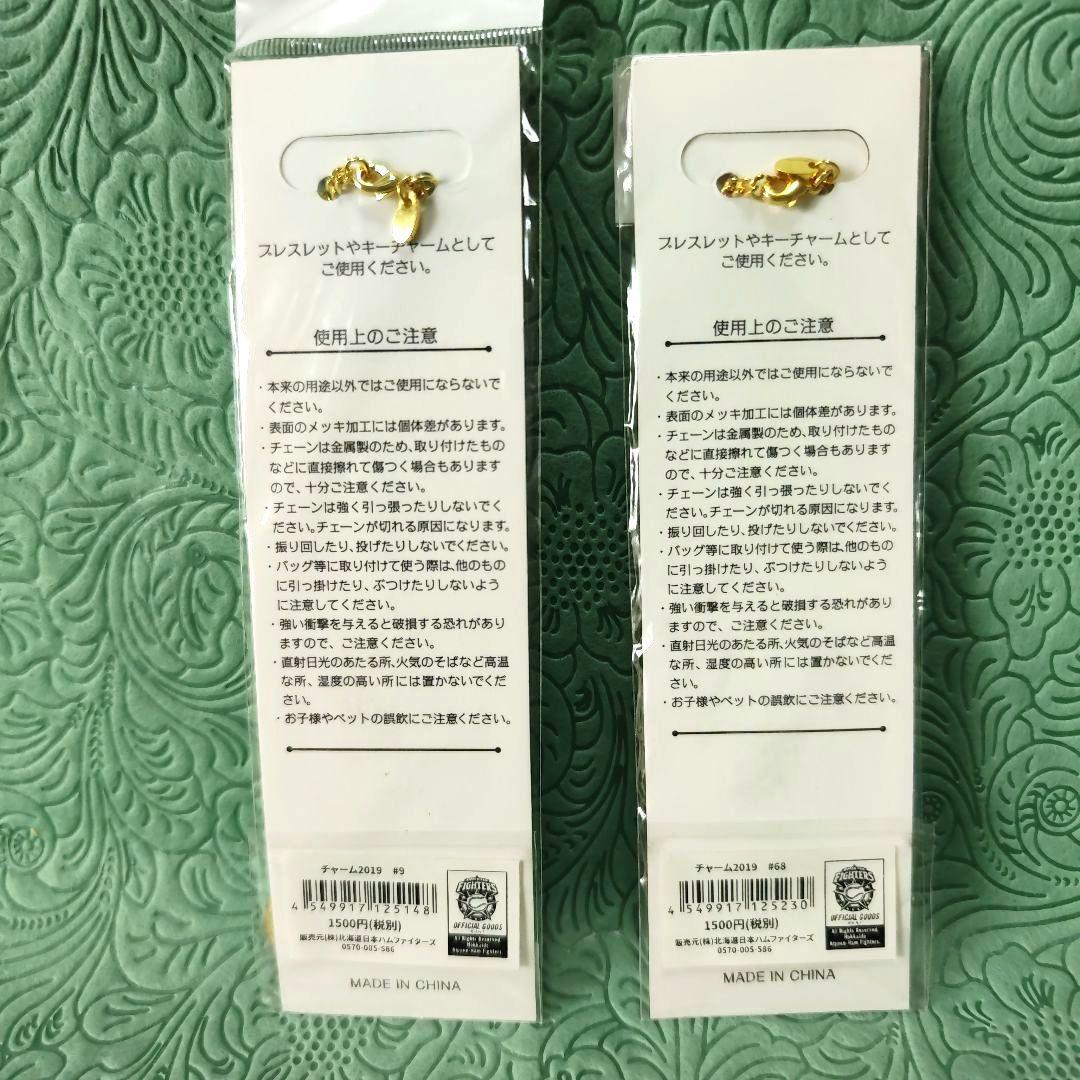 ブレスレットやキーチャームとして
ご使用ください。
使用上のご注意
・本来の用途以外ではご使用にならないで
ください。
・表面のメッキ加工には個体差があります。
・チェーンは金属製のため、取り付けたもの
などに直接擦れて傷つく場合もあります
ので、十分ご注意ください。
・チェーンは強く引っ張ったりしないでく
ださい。チェーンが切れる原因になります。
・振り回したり、投げたりしないでください。
・バッグ等に取り付けて使う際は、他のもの
に引っ掛けたり、ぶつけたりしないよう
に注意してください。
・強い衝撃を与えると破損する恐れがあり
ますので、ご注意ください。
・直射日光のあたる所、火気のそばなど高温
な所、湿度の高い所には置かないでくだ
さい。
・お子様やペットの誤飲にご注意ください。
チャーム2019 #9
4 549917 125148
1500円(税別)
販売元(株)北海道日本ハムファイターズ
0570-005-586
FIGHTERS
OFFICIAL GOODS
All Rights Reserved
Hokkaido
Nippon-Ham Fighters.
MADE IN CHINA
ブレスレットやキーチャームとして
ご使用ください。
使用上のご注意
・本来の用途以外ではご使用にならないで
ください。
・表面のメッキ加工には個体差があります。
・チェーンは金属製のため、取り付けたもの
などに直接擦れて傷つく場合もあります
ので、十分ご注意ください。
・チェーンは強く引っ張ったりしないでく
ださい。チェーンが切れる原因になります。
・振り回したり、投げたりしないでください。
・バッグ等に取り付けて使う際は、他のもの
に引っ掛けたり、ぶつけたりしないよう
に注意してください。
・強い衝撃を与えると破損する恐れがあり
ますので、ご注意ください。
・直射日光のあたる所、火気のそばなど高温
な所、湿度の高い所には置かないでくだ
さい。
・お子様やペットの誤飲にご注意ください。
チャーム2019 #68
4 549917 125230
1500円(税別)
販売元(株)北海道日本ハムファイターズ
0570-005-586
FIGHTERS
OFFICIAL GOODS
All Rights Reserved
Hokkaido
Nippon-Ham Fighters.
MADE IN CHINA